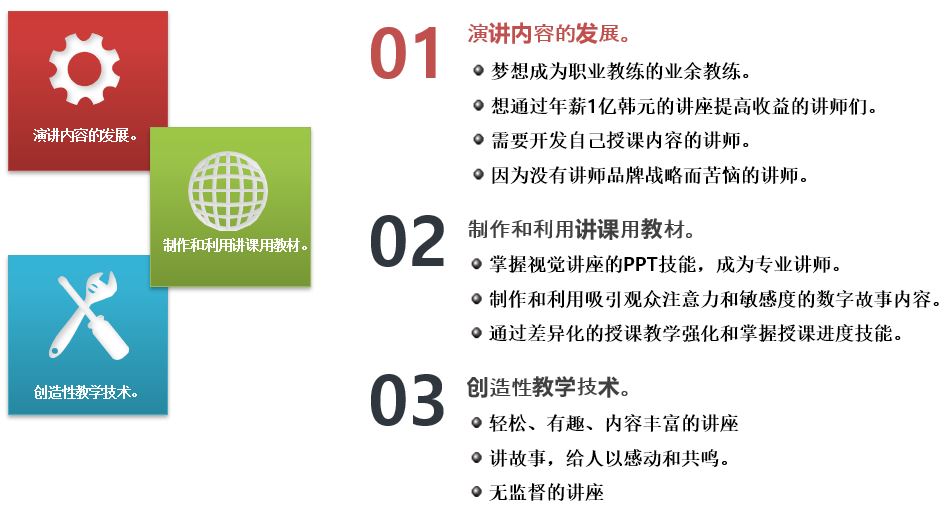 演讲内容的发展。
制作和利用讲课用教材。
创造性教学技术。
01 演讲内容的发展。
梦想成为职业教练的业余教练。
想通过年薪1亿韩元的讲座提高收益的讲师们。
需要开发自己授课内容的讲师。
因为没有讲师品牌战略而苦恼的讲师。
02 制作和利用讲课用教材。
掌握视觉讲座的PPT技能，成为专业讲师。
制作和利用吸引观众注意力和敏感度的数字故事内容。
通过差异化的授课教学强化和掌握授课进度技能。
03 创造性教学技术。
轻松、有趣、内容丰富的讲座
讲故事，给人以感动和共鸣。
无监督的讲座